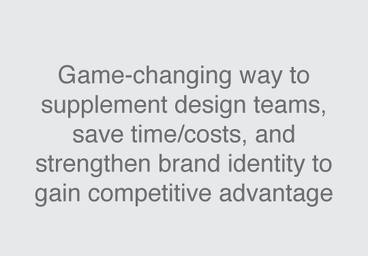 Game-changing way to
supplement design teams,
save time/costs, and
strengthen brand identity to
gain competitive advantage